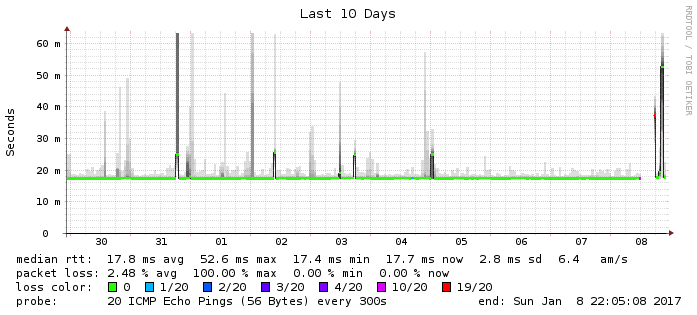 Last 10 Days
RRDTOOL / TOBI OETIKER
Seconds
60 m
50 m
40 m
30 m
20 m
10 m
0
30 31 01 02 03 04 05 06 07 08
median rtt: 17.8 ms avg 52.6 ms max 17.4 ms min 17.7 ms now 2.8 ms sd 6.4 am/s
packet loss: 2.48 % avg 100.00 % max 0.00 % min 0.00 % now
loss color: 0 1/20 2/20 3/20 4/20 10/20 19/20
probe: 20 ICMP Echo Pings (56 Bytes) every 300s end: Sun Jan 8 22:05:08 2017